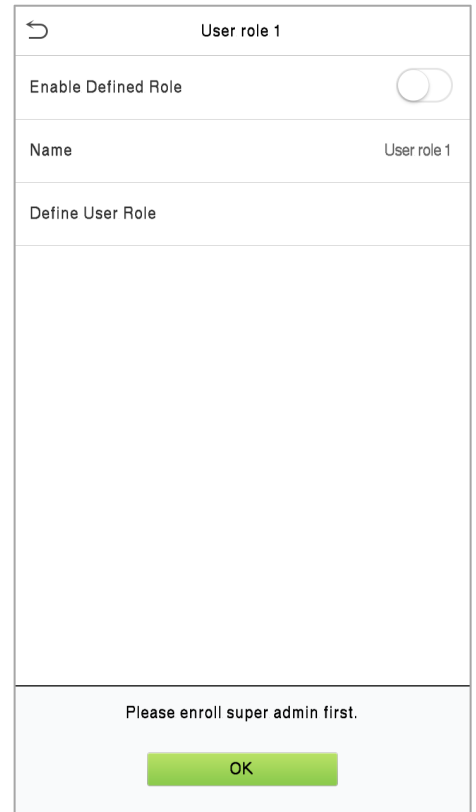 User role 1
Enable Defined Role
Name User role 1
Define User Role
Please enroll super admin first.
OK